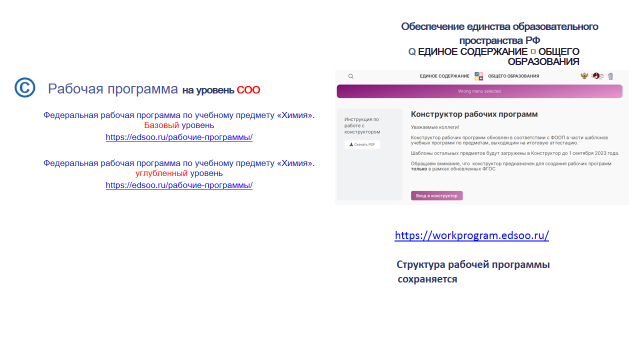 Обеспечение единства образовательного
пространства РФ
ЕДИНОЕ СОДЕРЖАНИЕ ОБЩЕГО
ОБРАЗОВАНИЯ
© Рабочая программа на уровень СОО
Федеральная рабочая программа по учебному предмету «Химия».
Базовый уровень
https://edsoo.ru/рабочие-программы/
Федеральная рабочая программа по учебному предмету «Химия».
углубленный уровень
https://edsoo.ru/рабочие-программы/
ЕДИНОЕ СОДЕРЖАНИЕ ОБЩЕГО ОБРАЗОВАНИЯ
Wrong menu selected
Инструкция по
работе с
конструктором
Скачать PDF
Конструктор рабочих программ
Уважаемые коллеги!
Конструктор рабочих программ обновлен в соответствии с ФООП в части шаблонов
учебных программ по предметам, выходящим на итоговую аттестацию.
Шаблоны остальных предметов будут загружены в Конструктор до 1 сентября 2023 года.
Обращаем внимание, что конструктор предназначен для создания рабочих программ
только в рамках обновленных ФГОС
Вход в конструктор
https://workprogram.edsoo.ru/
Структура рабочей программы
сохраняется